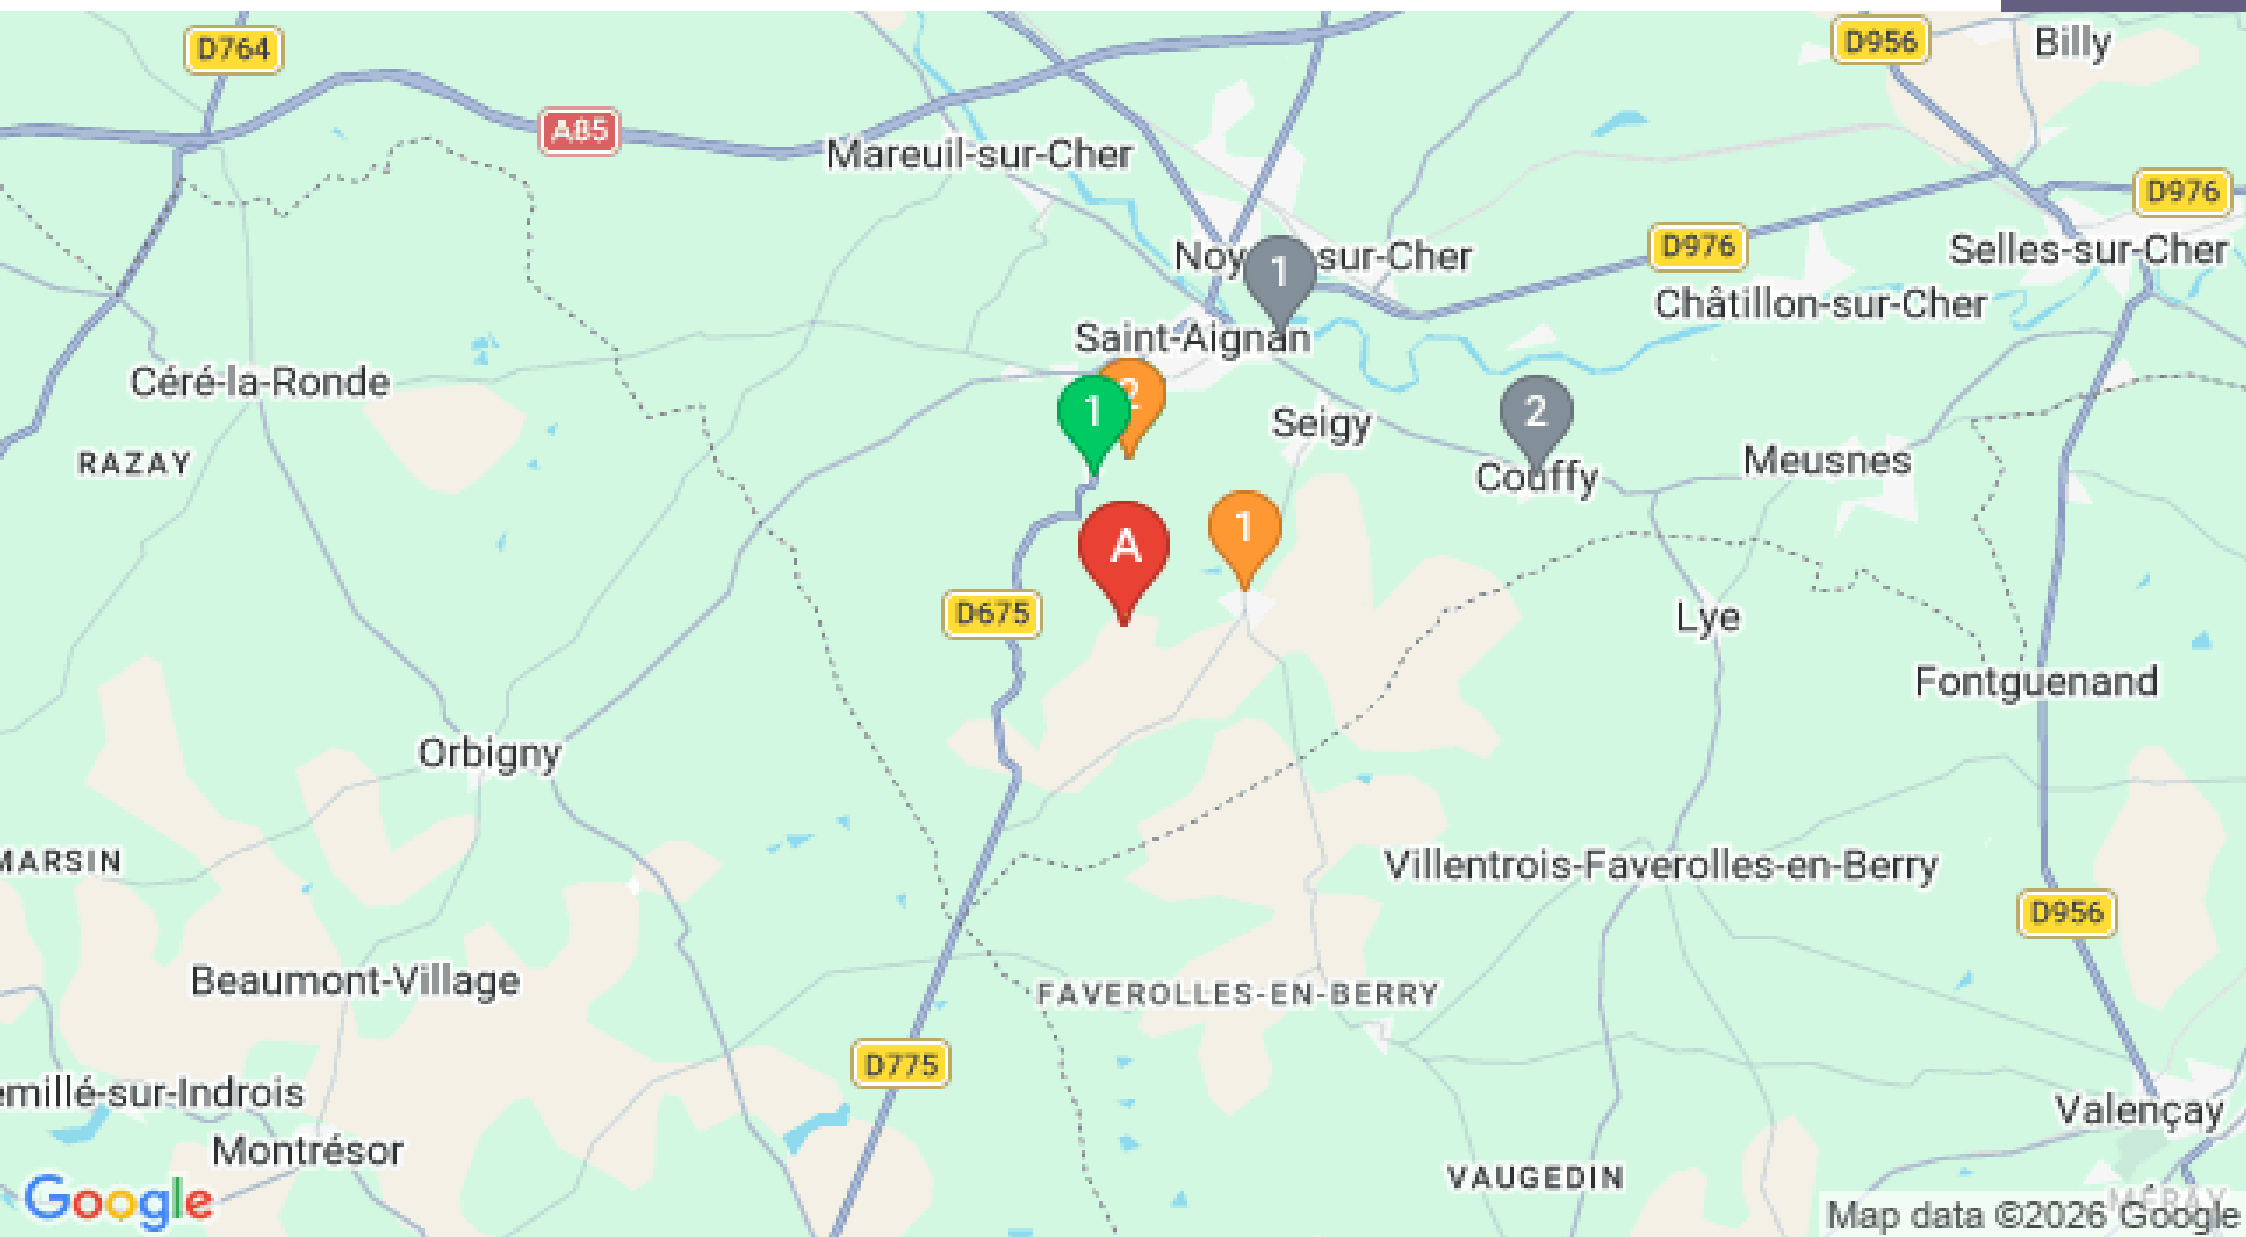 D764
D956
Billy
A85
Mareuil-sur-Cher
D976
Noy
1
sur-Cher
D976
Selles-sur-Cher
Châtillon-sur-Cher
Saint-Aignan
Céré-la-Ronde
1
2
2
Seigy
RAZAY
Couffy
Meusnes
A
1
D675
Lye
Fontguenand
Orbigny
MARSIN
Villentrois-Faverolles-en-Berry
D956
Beaumont-Village
FAVEROLLES-EN-BERRY
D775
emillé-sur-Indrois
Valençay
Montrésor
VAUGEDIN
MÉRAY
Google
Map data ©2026 Google